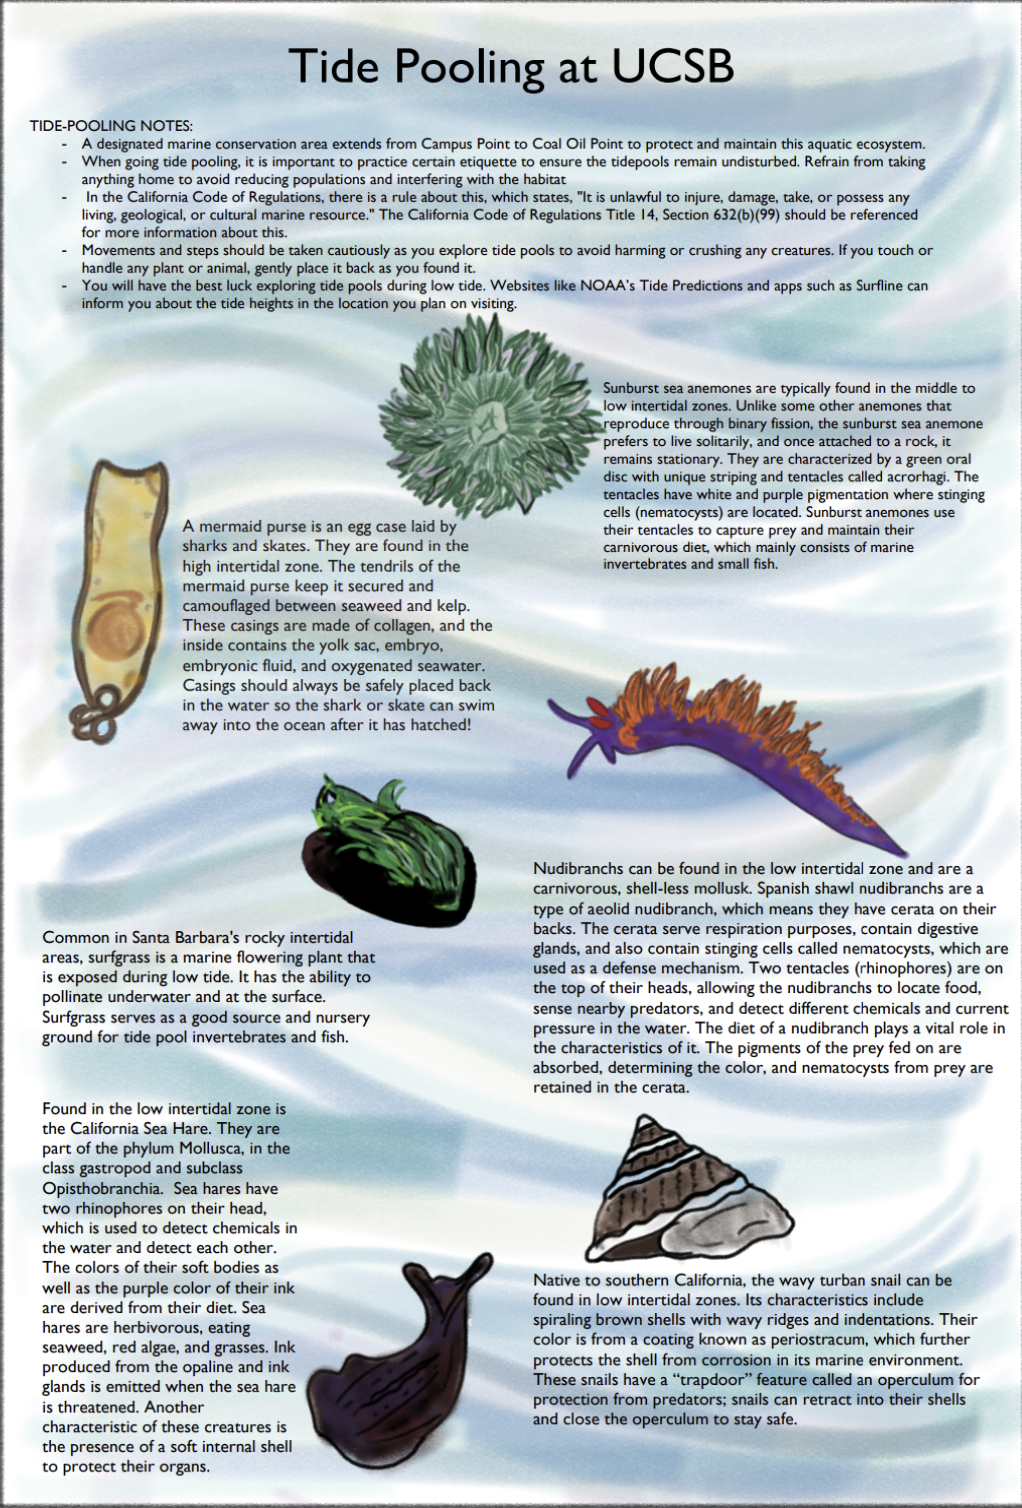 Tide Pooling at UCSB
TIDE-POOLING NOTES:
- A designated marine conservation area extends from Campus Point to Coal Oil Point to protect and maintain this aquatic ecosystem.
- When going tide pooling, it is important to practice certain etiquette to ensure the tidepools remain undisturbed. Refrain from taking
anything home to avoid reducing populations and interfering with the habitat
- In the California Code of Regulations, there is a rule about this, which states, "It is unlawful to injure, damage, take, or possess any
living, geological, or cultural marine resource." The California Code of Regulations Title 14, Section 632(b)(99) should be referenced
for more information about this.
- Movements and steps should be taken cautiously as you explore tide pools to avoid harming or crushing any creatures. If you touch or
handle any plant or animal, gently place it back as you found it.
- You will have the best luck exploring tide pools during low tide. Websites like NOAA's Tide Predictions and apps such as Surfline can
inform you about the tide heights in the location you plan on visiting.
Sunburst sea anemones are typically found in the middle to
low intertidal zones. Unlike some other anemones that
reproduce through binary fission, the sunburst sea anemone
prefers to live solitarily, and once attached to a rock, it
remains stationary. They are characterized by a green oral
disc with unique striping and tentacles called acrorhagi. The
tentacles have white and purple pigmentation where stinging
cells (nematocysts) are located. Sunburst anemones use
their tentacles to capture prey and maintain their
carnivorous diet, which mainly consists of marine
invertebrates and small fish.
A mermaid purse is an egg case laid by
sharks and skates. They are found in the
high intertidal zone. The tendrils of the
mermaid purse keep it secured and
camouflaged between seaweed and kelp.
These casings are made of collagen, and the
inside contains the yolk sac, embryo,
embryonic fluid, and oxygenated seawater.
Casings should always be safely placed back
in the water so the shark or skate can swim
away into the ocean after it has hatched!
Nudibranchs can be found in the low intertidal zone and are a
carnivorous, shell-less mollusk. Spanish shawl nudibranchs are a
type of aeolid nudibranch, which means they have cerata on their
backs. The cerata serve respiration purposes, contain digestive
glands, and also contain stinging cells called nematocysts, which are
used as a defense mechanism. Two tentacles (rhinophores) are on
the top of their heads, allowing the nudibranchs to locate food,
sense nearby predators, and detect different chemicals and current
pressure in the water. The diet of a nudibranch plays a vital role in
the characteristics of it. The pigments of the prey fed on are
absorbed, determining the color, and nematocysts from prey are
retained in the cerata.
Common in Santa Barbara's rocky intertidal
areas, surfgrass is a marine flowering plant that
is exposed during low tide. It has the ability to
pollinate underwater and at the surface.
Surfgrass serves as a good source and nursery
ground for tide pool invertebrates and fish.
Found in the low intertidal zone is
the California Sea Hare. They are
part of the phylum Mollusca, in the
class gastropod and subclass
Opisthobranchia. Sea hares have
two rhinophores on their head,
which is used to detect chemicals in
the water and detect each other.
The colors of their soft bodies as
well as the purple color of their ink
are derived from their diet. Sea
hares are herbivorous, eating
seaweed, red algae, and grasses. Ink
produced from the opaline and ink
glands is emitted when the sea hare
is threatened. Another
characteristic of these creatures is
the presence of a soft internal shell
to protect their organs.
Native to southern California, the wavy turban snail can be
found in low intertidal zones. Its characteristics include
spiraling brown shells with wavy ridges and indentations. Their
color is from a coating known as periostracum, which further
protects the shell from corrosion in its marine environment.
These snails have a “trapdoor” feature called an operculum for
protection from predators; snails can retract into their shells
and close the operculum to stay safe.